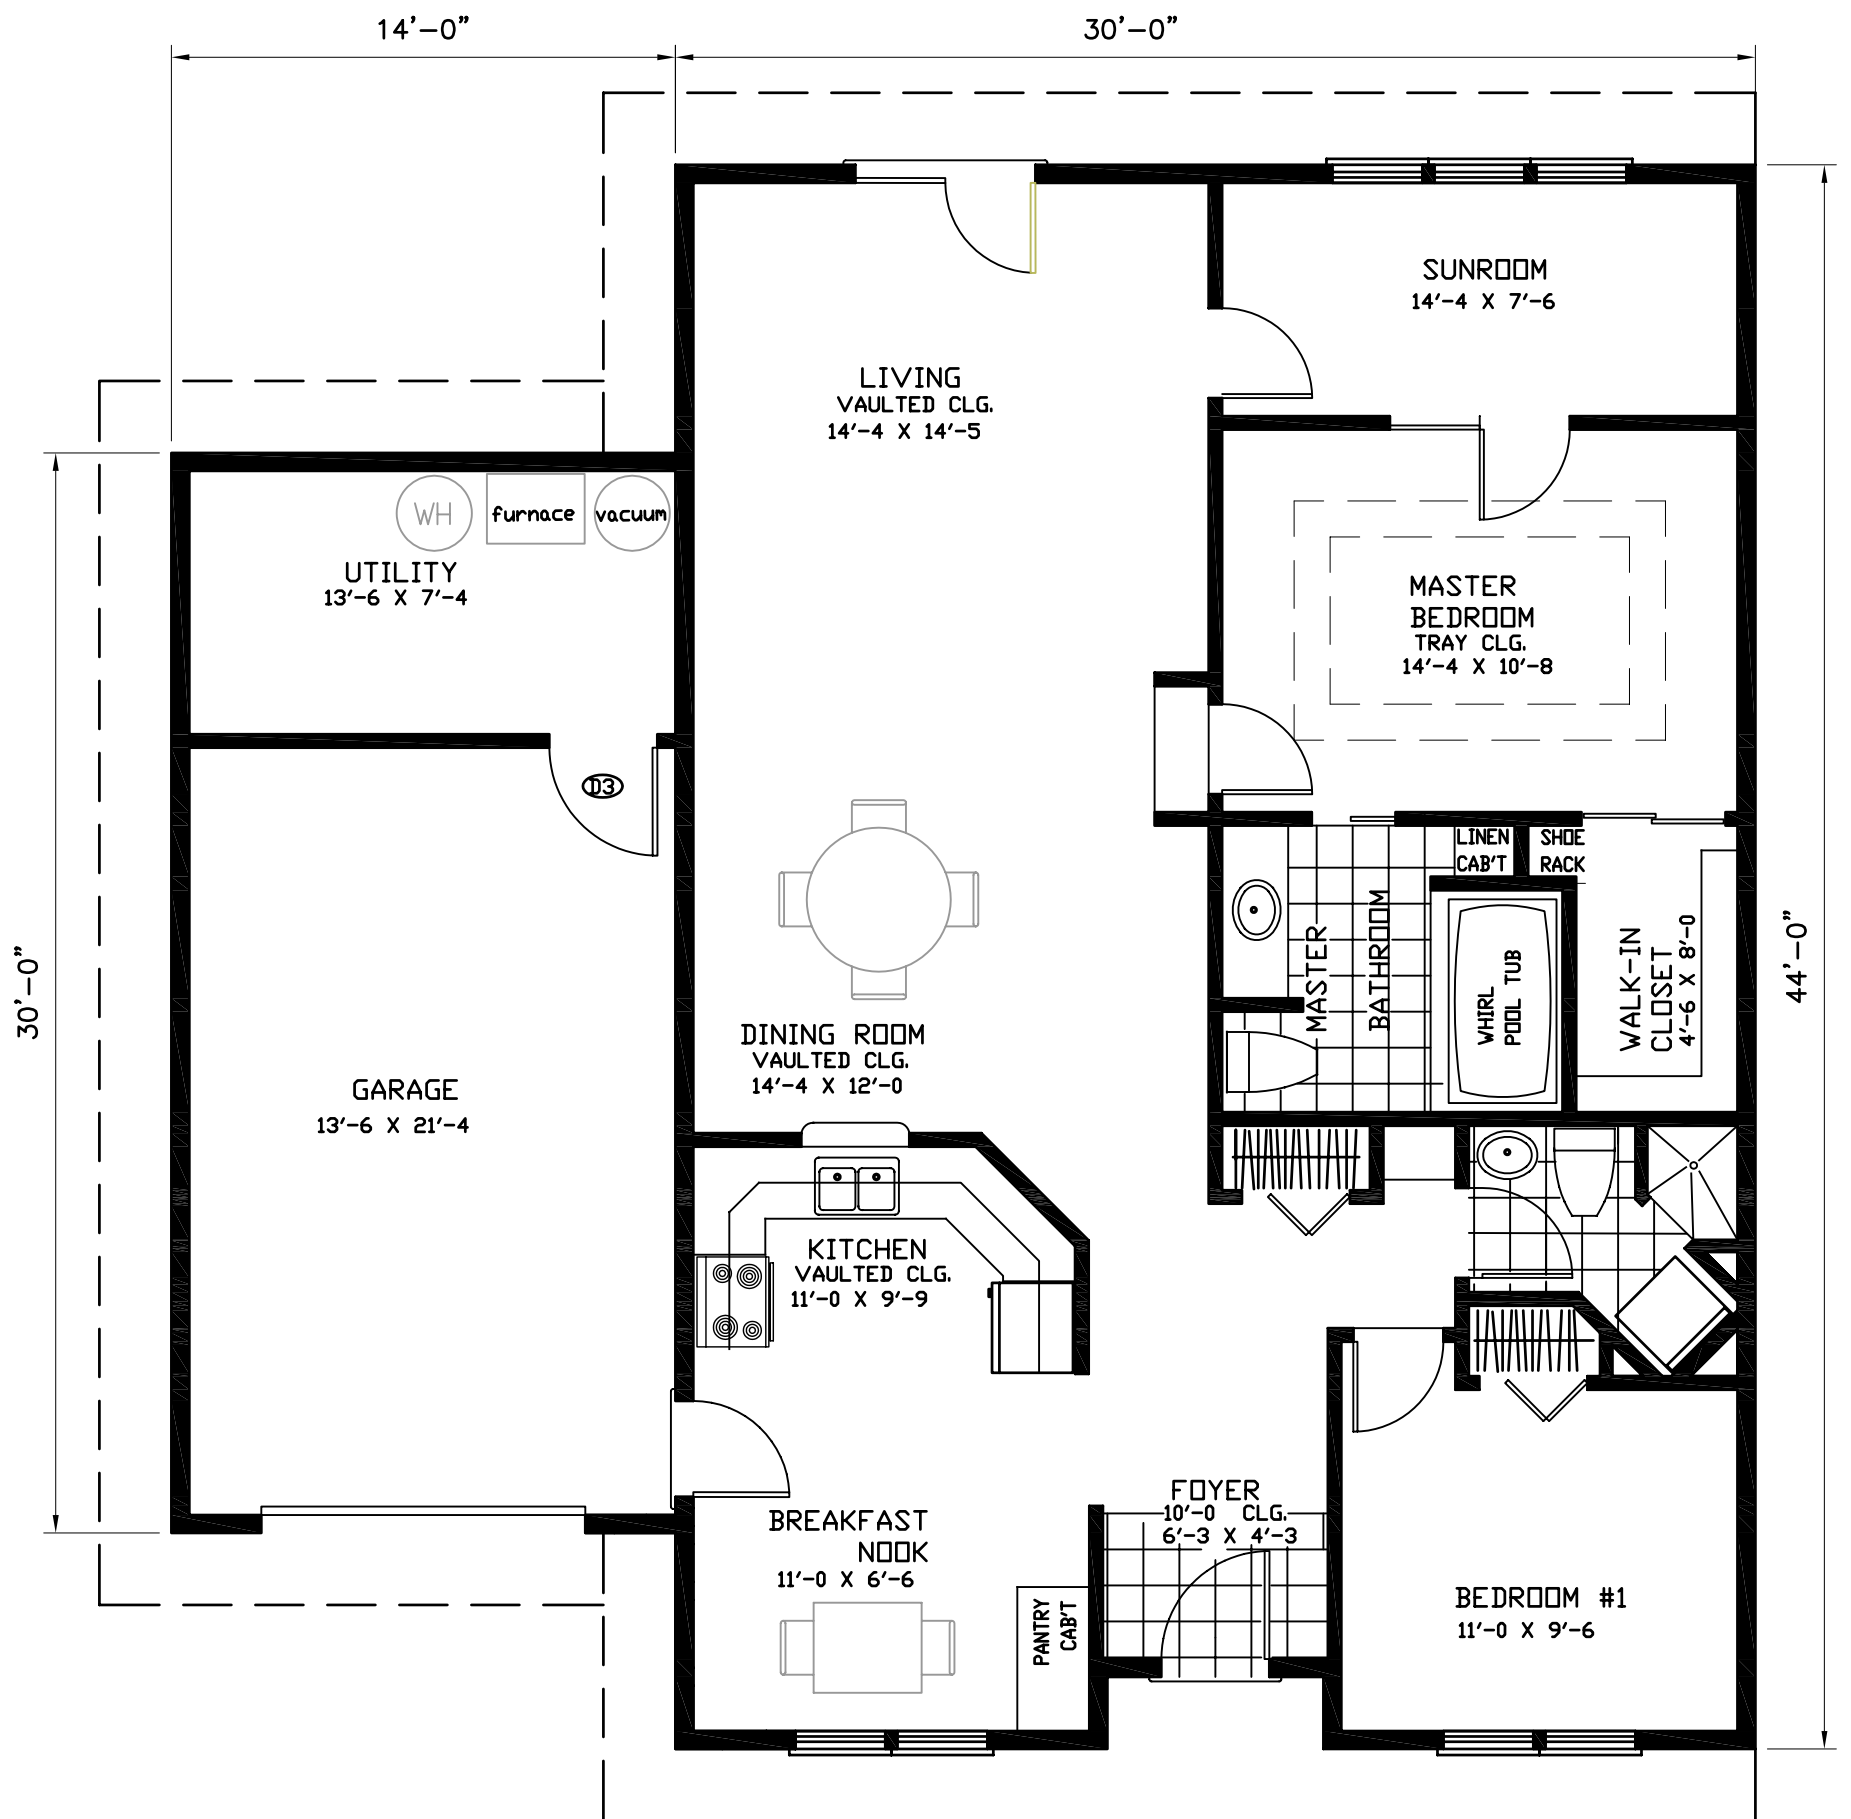 14'-0"
30'-0"
SUNROOM
14'-4 X 7'-6
LIVING
VAULTED CLG.
14'-4 X 14'-5
WH
furnace
vacuum
UTILITY
13'-6 X 7'-4
MASTER
BEDROOM
TRAY CLG.
14'-4 X 10'-8
D3
LINEN
CAB'T
SHOE
RACK
MASTER
BATHROOM
WHIRL
POOL TUB
WALK-IN
CLOSET
4'-6 X 8'-0
44'-0"
30'-0"
DINING ROOM
VAULTED CLG.
14'-4 X 12'-0
GARAGE
13'-6 X 21'-4
KITCHEN
VAULTED CLG.
11'-0 X 9'-9
FOYER
10'-0 CLG.
6'-3 X 4'-3
BREAKFAST
NOOK
11'-0 X 6'-6
PANTRY
CAB'T
BEDROOM #1
11'-0 X 9'-6